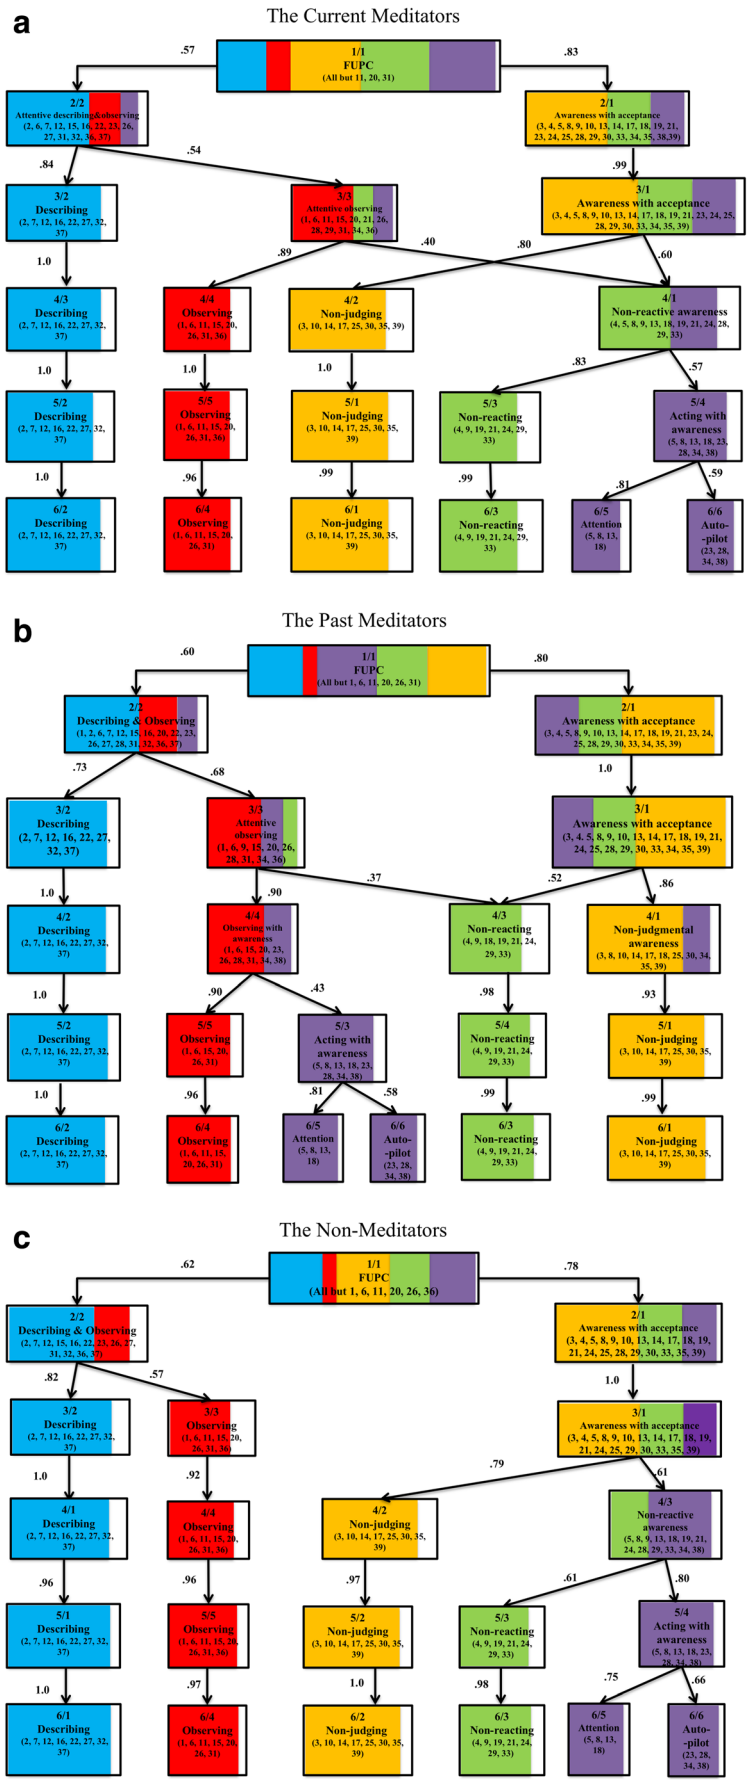 a
The Current Meditators
.57
1/1
FUPC
(All but 11, 20, 31)
.83
2/2
Attentive describing&observing
(2, 6, 7, 12, 15, 16, 22, 23, 26,
27, 31, 32, 36, 37)
2/1
Awareness with acceptance
(3, 4, 5, 8, 9, 10, 13, 14, 17, 18, 19, 21,
23, 24, 25, 28, 29, 30, 33, 34, 35, 38,39)
.84
.54
.99
3/2
Describing
(2, 7, 12, 16, 22, 27, 32,
37)
3/3
Attentive observing
(1, 6, 11, 15, 20, 21, 26,
28, 29, 31, 34, 36)
3/1
Awareness with acceptance
(3, 4, 5, 8, 9, 10, 13, 14, 17, 18, 19, 21, 23, 24, 25,
28, 29, 30, 33, 34, 35, 39)
1.0
.89
.40
.80
.60
4/3
Describing
(2, 7, 12, 16, 22, 27, 32,
37)
4/4
Observing
(1, 6, 11, 15, 20,
26, 31, 36)
4/2
Non-judging
(3, 10, 14, 17, 25, 30, 35, 39)
4/1
Non-reactive awareness
(4, 5, 8, 9, 13, 18, 19, 21, 24, 28,
29, 33)
1.0
1.0
1.0
.83
.57
5/2
Describing
(2, 7, 12, 16, 22, 27, 32,
37)
5/5
Observing
(1, 6, 11, 15, 20,
26, 31, 36)
5/1
Non-judging
(3, 10, 14, 17, 25, 30, 35,
39)
5/3
Non-reacting
(4, 9, 19, 21, 24, 29,
33)
5/4
Acting with
awareness
(5, 8, 13, 18, 23,
28, 34, 38)
1.0
.96
.99
.99
.81
.59
6/2
Describing
(2, 7, 12, 16, 22, 27, 32,
37)
6/4
Observing
(1, 6, 11, 15, 20,
26, 31)
6/1
Non-judging
(3, 10, 14, 17, 25, 30, 35,
39)
6/3
Non-reacting
(4, 9, 19, 21, 24, 29,
33)
6/5
Attention
(5, 8, 13,
18)
6/6
Auto-
-pilot
(23, 28,
34, 38)
b
The Past Meditators
.60
1/1
FUPC
(All but 1, 6, 11, 20, 26, 31)
.80
2/2
Describing & Observing
(1, 2, 6, 7, 12, 15, 16, 20, 22, 23,
26, 27, 28, 31, 32, 36, 37)
2/1
Awareness with acceptance
(3, 4, 5, 8, 9, 10, 13, 14, 17, 18, 19, 21, 23, 24,
25, 28, 29, 30, 33, 34, 35, 39)
.73
.68
1.0
3/2
Describing
(2, 7, 12, 16, 22, 27,
32, 37)
3/3
Attentive
observing
(1, 6, 9, 15, 20, 26,
28, 31, 34, 36)
3/1
Awareness with acceptance
(3, 4. 5, 8, 9, 10, 13, 14, 17, 18, 19, 21,
24, 25, 28, 29, 30, 33, 34, 35, 39)
1.0
.90
.37
.52
.86
4/2
Describing
(2, 7, 12, 16, 22, 27, 32,
37)
4/4
Observing with
awareness
(1, 6, 15, 20, 23,
26, 28, 31, 34, 38)
4/3
Non-reacting
(4, 9, 18, 19, 21, 24,
29, 33)
4/1
Non-judgmental
awareness
(3, 8, 10, 14, 17, 18, 25, 30, 34,
35, 39)
1.0
.90
.43
.98
.93
5/2
Describing
(2, 7, 12, 16, 22, 27, 32,
37)
5/5
Observing
(1, 6, 15, 20,
26, 31)
5/3
Acting with
awareness
(5, 8, 13, 18, 23,
28, 34, 38)
5/4
Non-reacting
(4, 9, 19, 21, 24,
29, 33)
5/1
Non-judging
(3, 10, 14, 17, 25, 30, 35,
39)
1.0
.96
.81
.58
.99
.99
6/2
Describing
(2, 7, 12, 16, 22, 27, 32,
37)
6/4
Observing
(1, 6, 11, 15,
20, 26, 31)
6/5
Attention
(5, 8, 13,
18)
6/6
Auto-
-pilot
(23, 28,
34, 38)
6/3
Non-reacting
(4, 9, 19, 21, 24,
29, 33)
6/1
Non-judging
(3, 10, 14, 17, 25, 30, 35,
39)
c
The Non-Meditators
.62
1/1
FUPC
(All but 1, 6, 11, 20, 26, 36)
.78
2/2
Describing & Observing
(2, 7, 12, 15, 16, 22, 23, 26, 27,
31, 32, 36, 37)
2/1
Awareness with acceptance
(3, 4, 5, 8, 9, 10, 13, 14, 17, 18, 19,
21, 24, 25, 28, 29, 30, 33, 35, 39)
.82
.57
1.0
3/2
Describing
(2, 7, 12, 16, 22, 27, 32,
37)
3/3
Observing
(1, 6, 11, 15, 20,
26, 31, 36)
3/1
Awareness with acceptance
(3, 4, 5, 8, 9, 10, 13, 14, 17, 18, 19,
21, 24, 25, 29, 30, 33, 35, 39)
1.0
.92
.79
.61
4/1
Describing
(2, 7, 12, 16, 22, 27, 32,
37)
4/4
Observing
(1, 6, 11, 15, 20,
26, 31, 36)
4/2
Non-judging
(3, 10, 14, 17, 25, 30, 35,
39)
4/3
Non-reactive
awareness
(5, 8, 9, 13, 18, 19, 21,
24, 28, 29, 33, 34, 38)
.96
.96
.97
.61
.80
5/1
Describing
(2, 7, 12, 16, 22, 27, 32,
37)
5/5
Observing
(1, 6, 11, 15, 20,
26, 31, 36)
5/2
Non-judging
(3, 10, 14, 17, 25, 30, 35,
39)
5/3
Non-reacting
(4, 9, 19, 21, 24,
29, 33)
5/4
Acting with
awareness
(5, 8, 13, 18, 23,
28, 34, 38)
1.0
.97
1.0
.98
.75
.66
6/1
Describing
(2, 7, 12, 16, 22, 27, 32,
37)
6/4
Observing
(1, 6, 11, 15, 20,
26, 31)
6/2
Non-judging
(3, 10, 14, 17, 25, 30, 35,
39)
6/3
Non-reacting
(4, 9, 19, 21, 24,
29, 33)
6/5
Attention
(5, 8, 13,
18)
6/6
Auto-
-pilot
(23, 28,
34, 38)